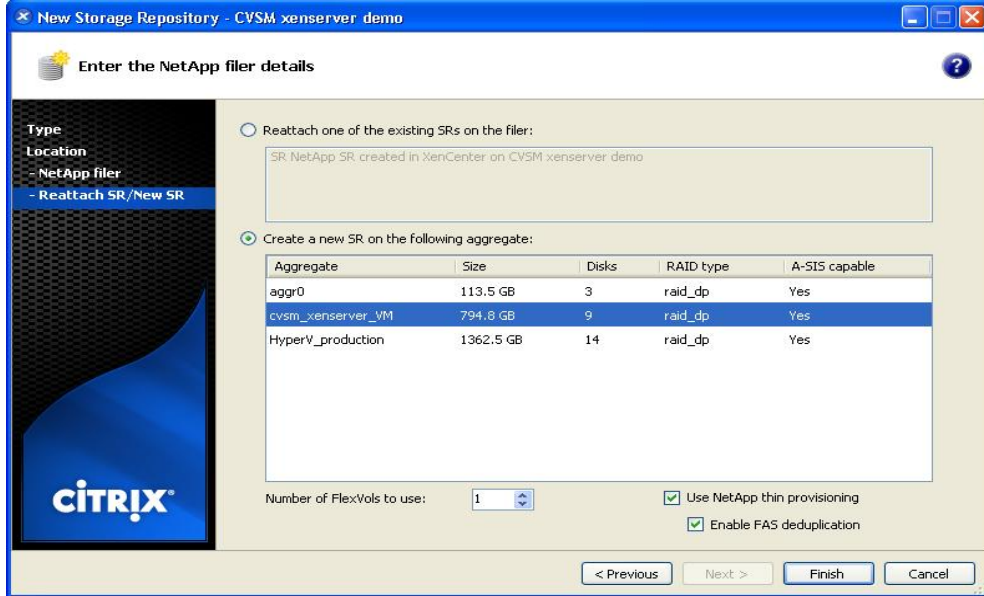 New Storage Repository - CVSM xenserver demo
Enter the NetApp filer details
?
Type
Location
- NetApp filer
- Reattach SR/New SR
Reattach one of the existing SRs on the filer:
SR NetApp SR created in XenCenter on CVSM xenserver demo
Create a new SR on the following aggregate:
Aggregate Size Disks RAID type A-SIS capable
aggr0 113.5 GB 3 raid_dp Yes
cvsm_xenserver_VM 794.8 GB 9 raid_dp Yes
HyperV_production 1362.5 GB 14 raid_dp Yes
CİTRIX®
Number of FlexVols to use: 1 Use NetApp thin provisioning
Enable FAS deduplication
< Previous Next > Finish Cancel